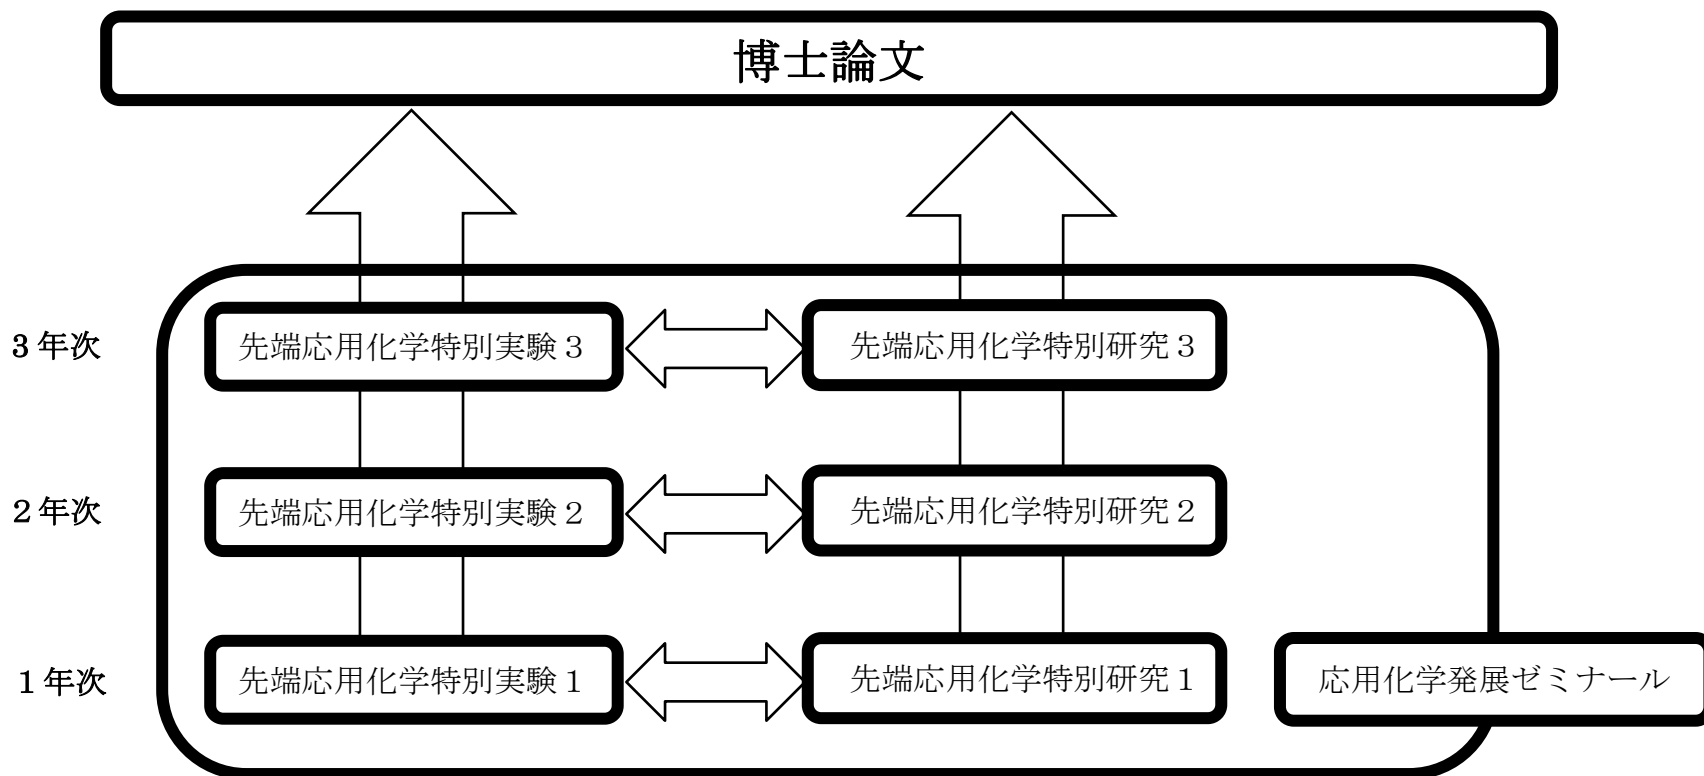 博士論文
3 年次
先端応用化学特別実験３
先端応用化学特別研究３
2 年次
先端応用化学特別実験２
先端応用化学特別研究２
1 年次
先端応用化学特別実験１
先端応用化学特別研究１
応用化学発展ゼミナール